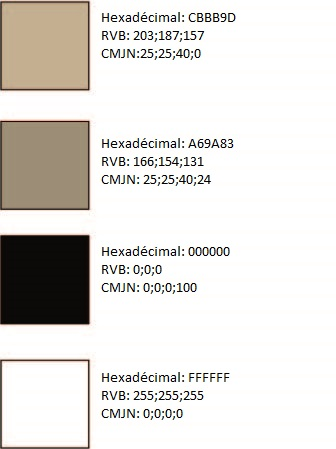 Hexadécimal: CBBB9D
RVB: 203;187;157
CMJN:25;25;40;0
Hexadécimal: A69A83
RVB: 166;154;131
CMJN: 25;25;40;24
Hexadécimal: 000000
RVB: 0;0;0
CMJN: 0;0;0;100
Hexadécimal: FFFFFF
RVB: 255;255;255
CMJN: 0;0;0;0